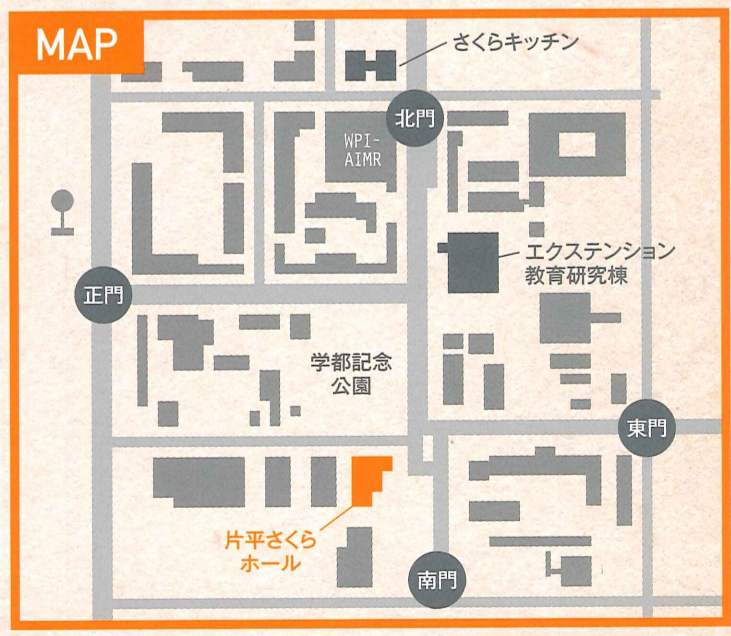 MAP
さくらキッチン
北門
WPI-
AIMR
エクステンション
教育研究棟
正門
学都記念
公園
東門
片平さくら
ホール
南門